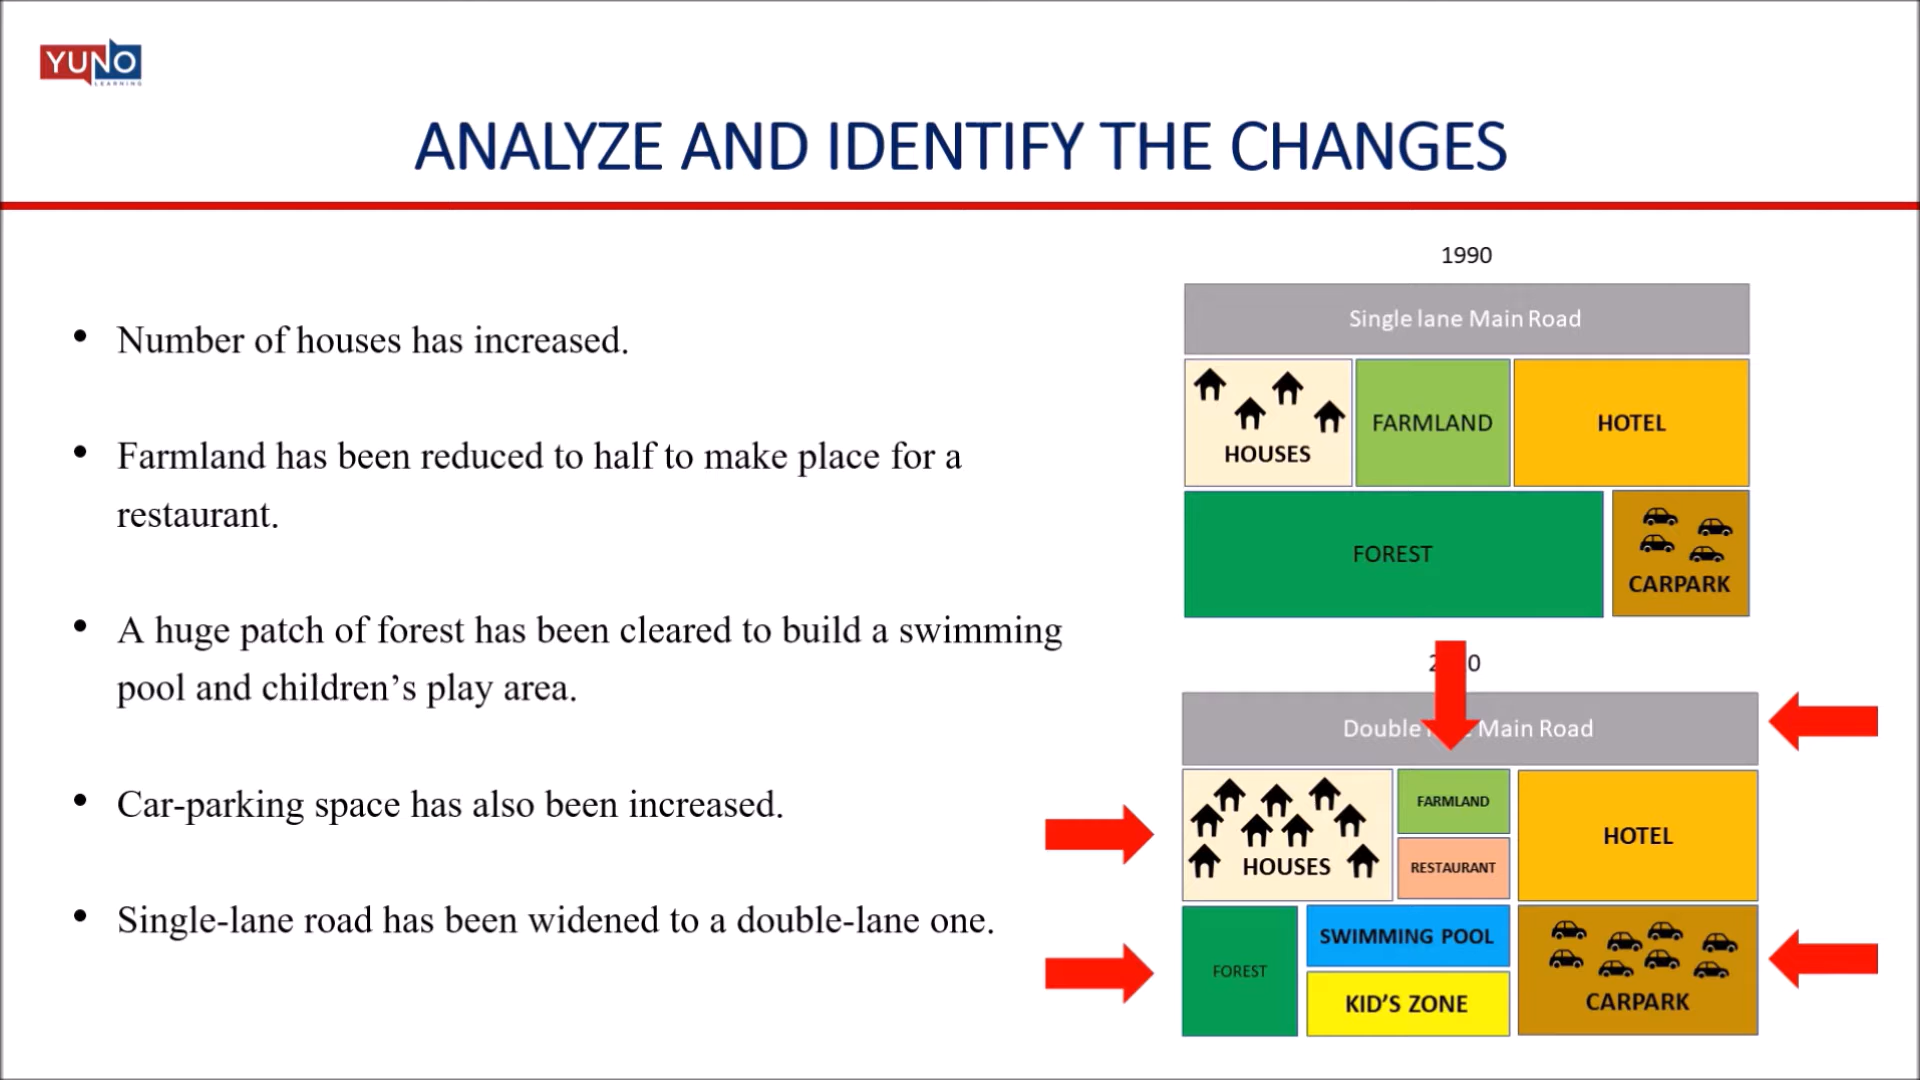 YUNO
LEARNING
ANALYZE AND IDENTIFY THE CHANGES
• Number of houses has increased.
• Farmland has been reduced to half to make place for a
restaurant.
• A huge patch of forest has been cleared to build a swimming
pool and children’s play area.
• Car-parking space has also been increased.
• Single-lane road has been widened to a double-lane one.
1990
Single lane Main Road
HOUSES
FARMLAND
HOTEL
FOREST
CARPARK
Double Main Road
HOUSES
FARMLAND
RESTAURANT
HOTEL
FOREST
SWIMMING POOL
KID’S ZONE
CARPARK